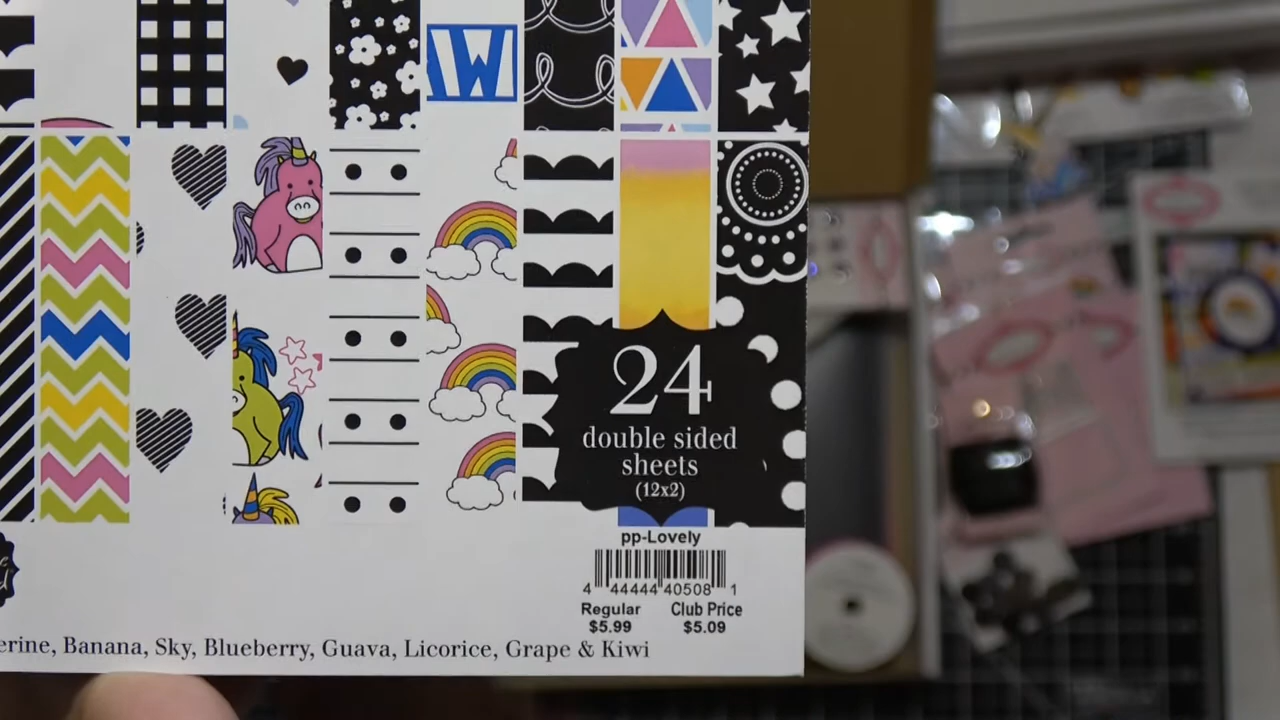 W
24
double sided
sheets
(12x2)
pp-Lovely
4 44444 40508 1
Regular Club Price
$5.99 $5.09
erine, Banana, Sky, Blueberry, Guava, Licorice, Grape & Kiwi